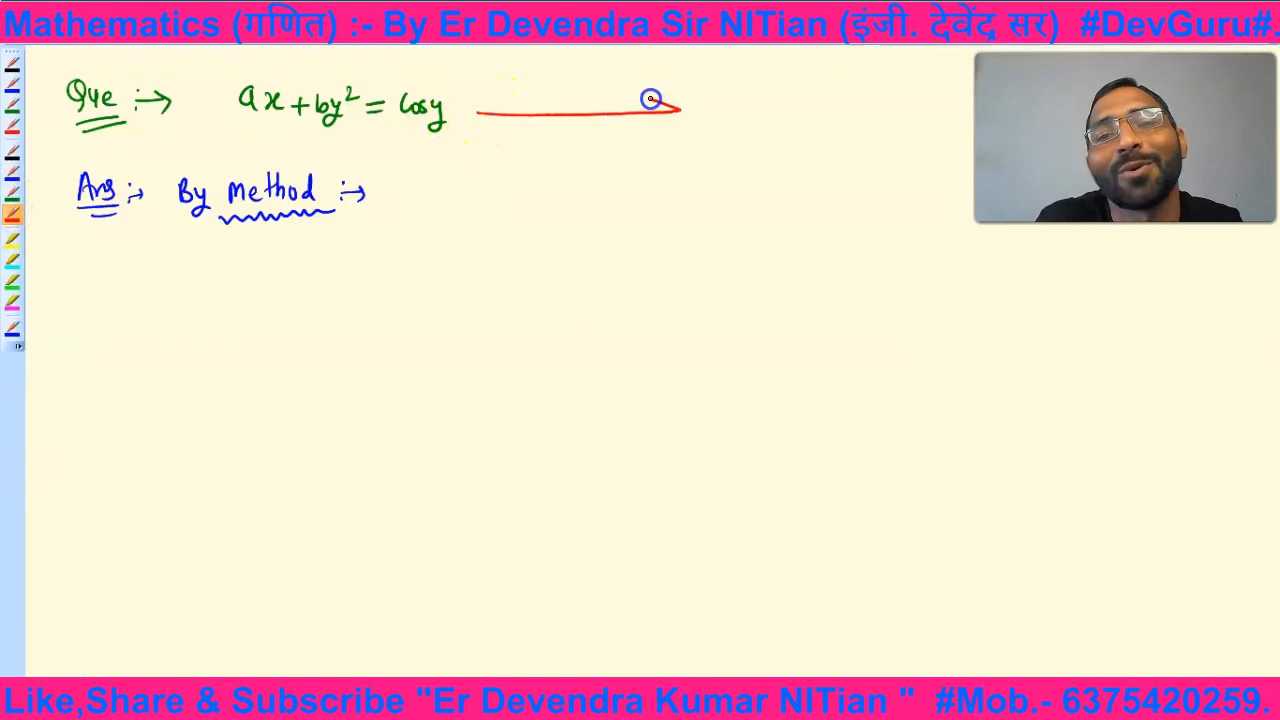 Mathematics (गणित) :- By Er Devendra Sir NITian (इंजी. देवेंद्र सर) #DevGuru#.
Que :→ ax + by² = cosy
Ans :→ By Method :→
Like,Share & Subscribe "Er Devendra Kumar NITian " #Mob.- 6375420259.